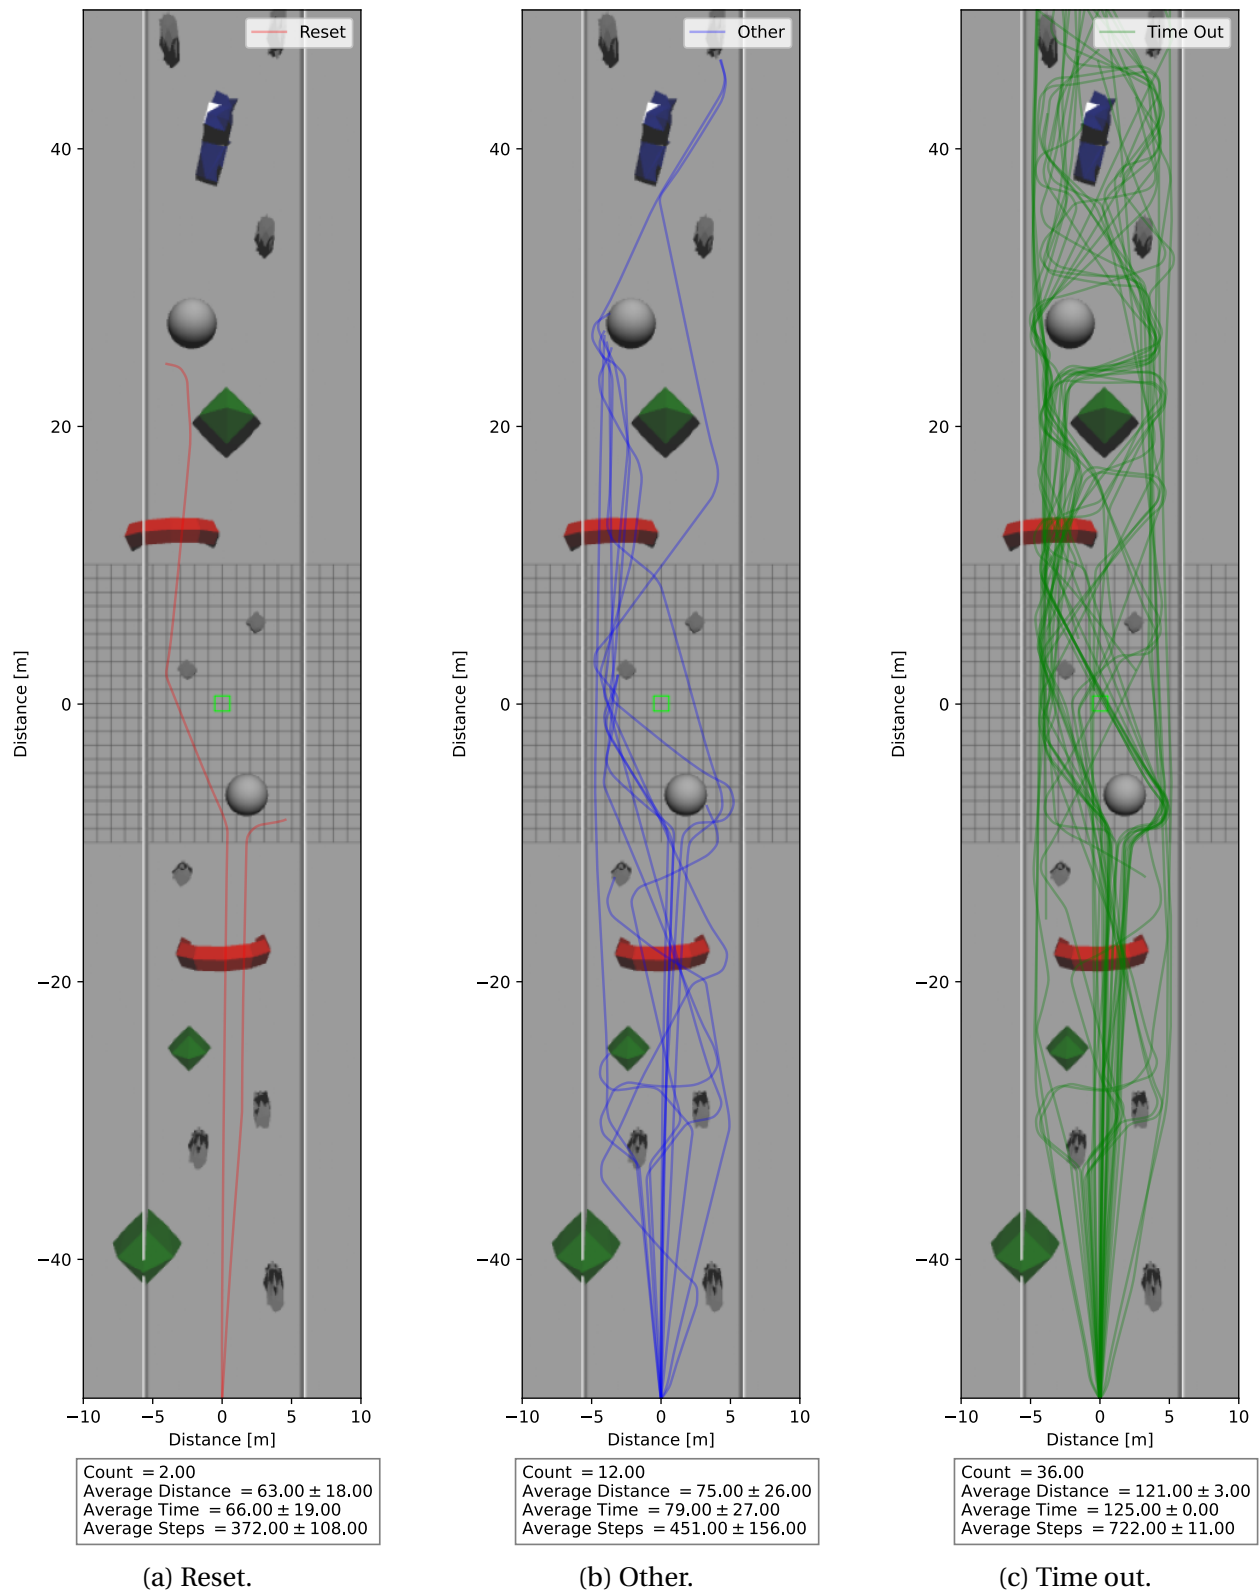 Reset
Other
Time Out
40
20
0
−20
−40
Distance [m]
−10
−5
0
5
10
Distance [m]
40
20
0
−20
−40
Distance [m]
−10
−5
0
5
10
Distance [m]
40
20
0
−20
−40
Distance [m]
−10
−5
0
5
10
Distance [m]
Count = 2.00
Average Distance = 63.00 ± 18.00
Average Time = 66.00 ± 19.00
Average Steps = 372.00 ± 108.00
Count = 12.00
Average Distance = 75.00 ± 26.00
Average Time = 79.00 ± 27.00
Average Steps = 451.00 ± 156.00
Count = 36.00
Average Distance = 121.00 ± 3.00
Average Time = 125.00 ± 0.00
Average Steps = 722.00 ± 11.00
(a) Reset.
(b) Other.
(c) Time out.